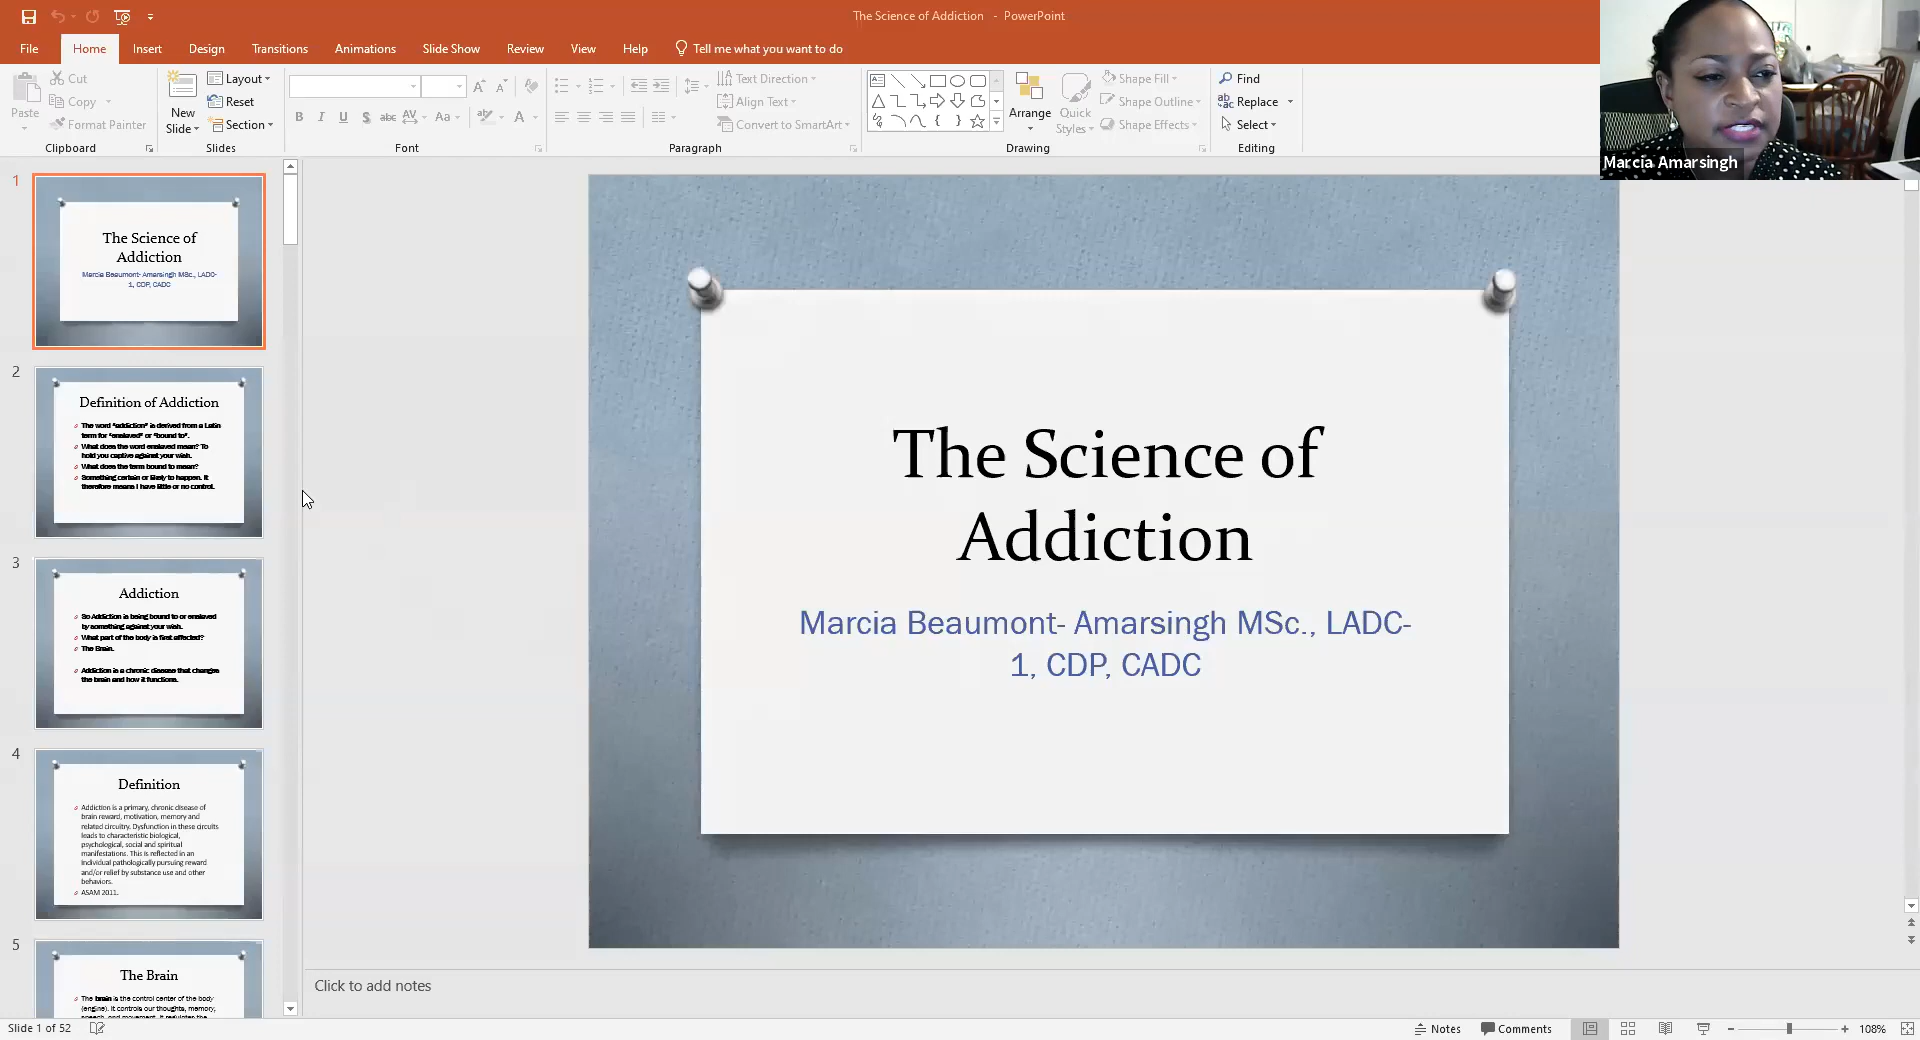 The Science of Addiction - PowerPoint
File Home Insert Design Transitions Animations Slide Show Review View Help Tell me what you want to do
Paste
Cut
Copy
Format Painter
Clipboard
New
Slide
Layout
Reset
Section
Slides
B I U S abc AV Aa A
Font
Text Direction
Align Text
Convert to SmartArt
Paragraph
Arrange
Quick
Styles
Shape Fill
Shape Outline
Shape Effects
Drawing
Find
Replace
Select
Editing
Marcia Amarsingh
1
The Science of
Addiction
Marcia Beaumont- Amarsingh MSc., LADC-
1, CDP, CADC
2
Definition of Addiction
The word "addiction" is derived from a Latin
term for "enslaved" or "bound to".
What does the word enslaved mean? To
hold you captive against your wish.
What does the term bound to mean?
Something certain or likely to happen. It
therefore means I have little or no control.
3
Addiction
So Addiction is being bound to or enslaved
by something against your wish.
What part of the body is first affected?
The Brain.
Addiction is a chronic disease that changes
the brain and how it functions.
4
Definition
Addiction is a primary, chronic disease of
brain reward, motivation, memory and
related circuitry. Dysfunction in these circuits
leads to characteristic biological,
psychological, social and spiritual
manifestations. This is reflected in an
individual pathologically pursuing reward
and/or relief by substance use and other
behaviors.
ASAM 2011.
5
The Brain
The brain is the control center of the body
(engine). It controls our thoughts, memory,
speech, and movement. It regulates the
The Science of
Addiction
Marcia Beaumont- Amarsingh MSc., LADC-
1, CDP, CADC
Click to add notes
Slide 1 of 52
Notes
Comments
108%